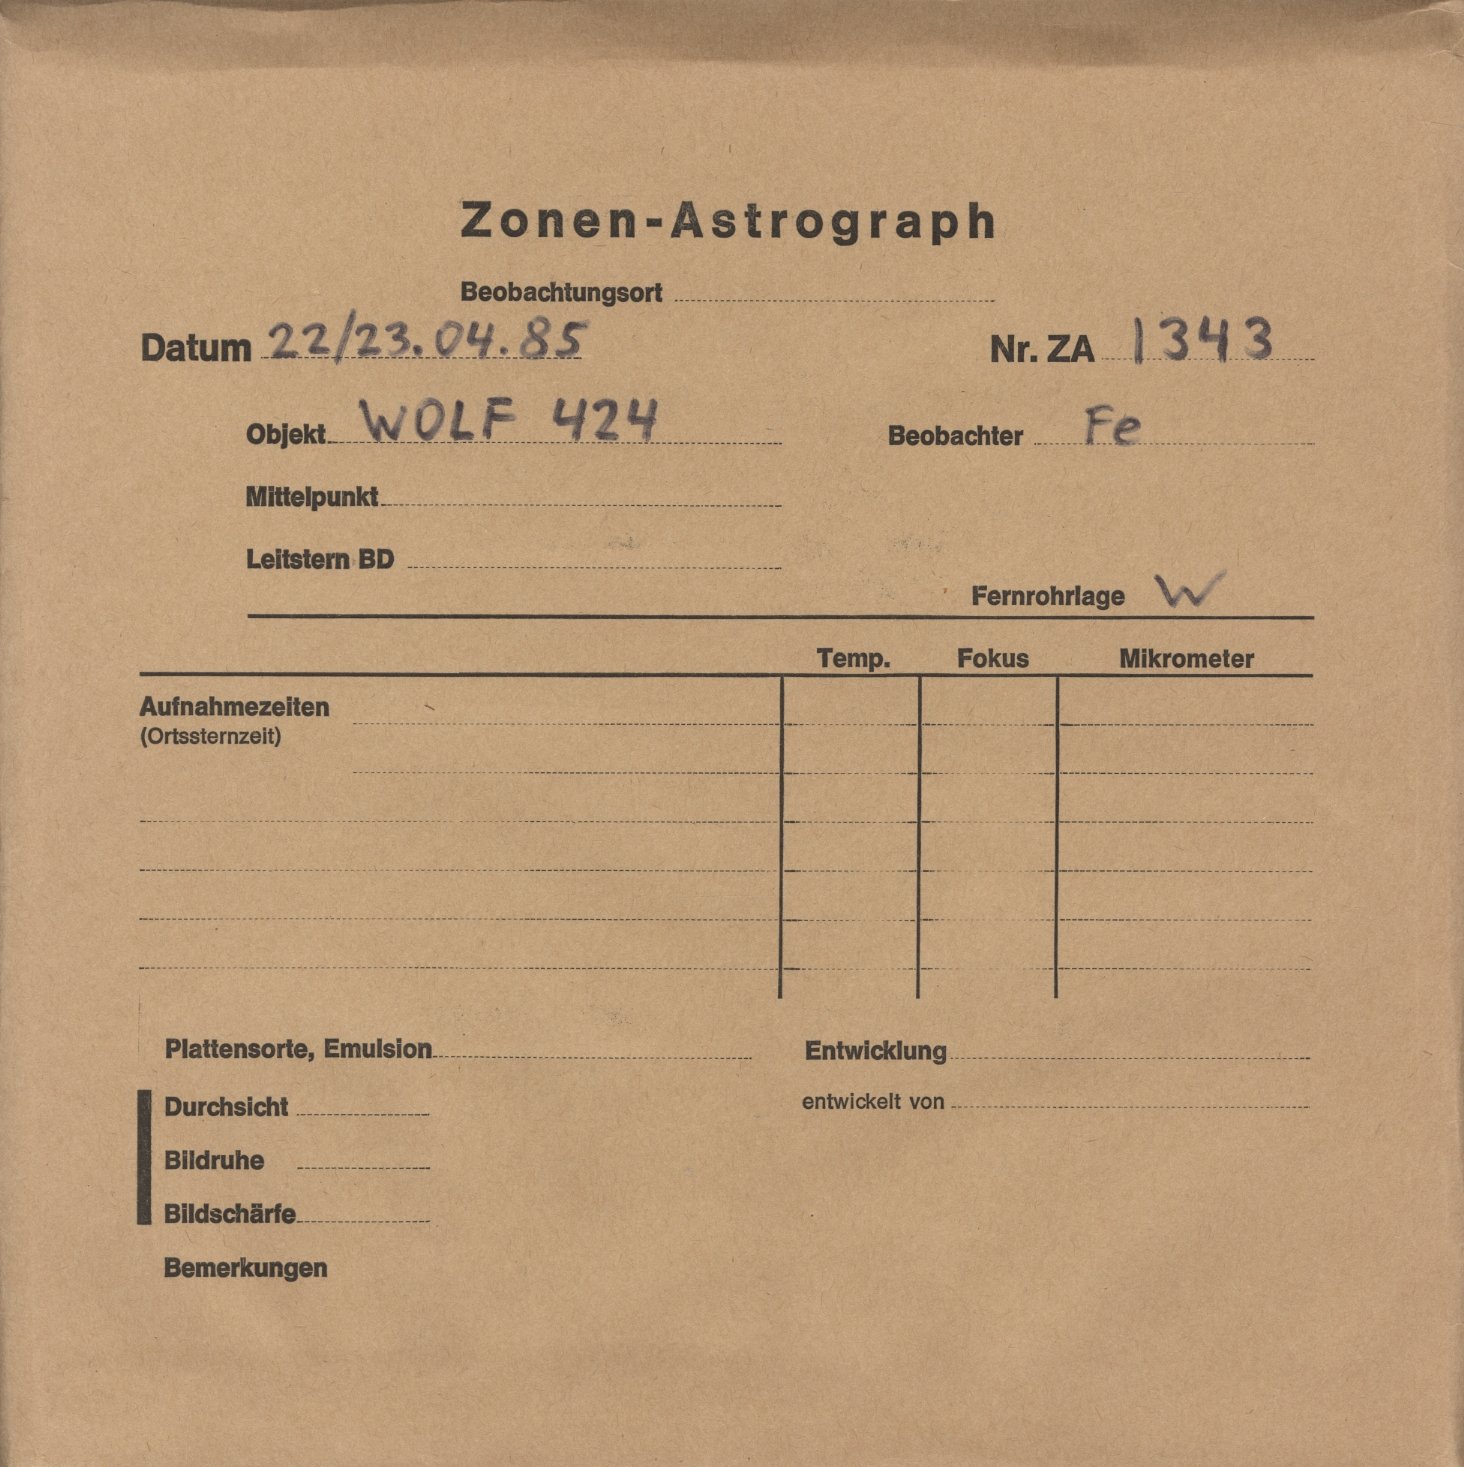 Zonen-Astrograph
Beobachtungsort
Datum 22/23.04.85 Nr. ZA 1343
Objekt WOLF 424 Beobachter Fe
Mittelpunkt
Leitstern BD
Fernrohrlage W
Temp. Fokus Mikrometer
Aufnahmezeiten
(Ortssternzeit)
Plattensorte, Emulsion Entwicklung
Durchsicht entwickelt von
Bildruhe
Bildschärfe
Bemerkungen